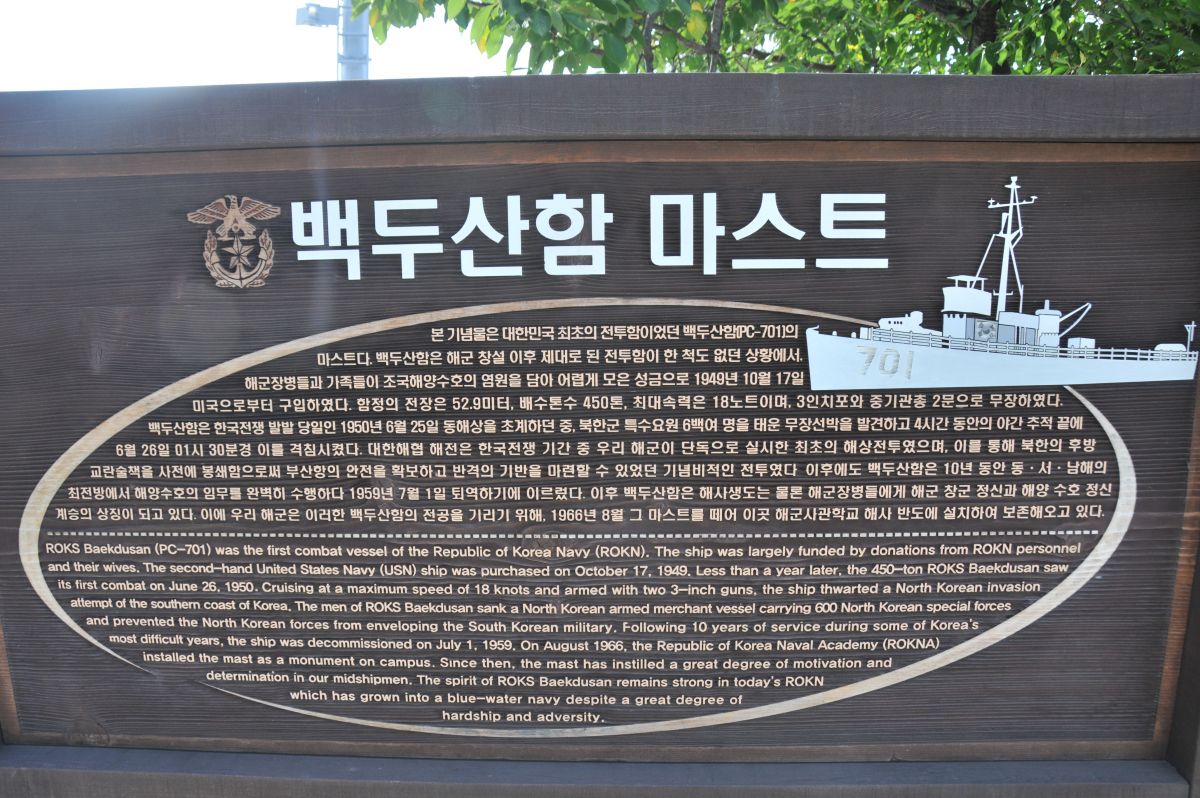 백두산함 마스트
본 기념물은 대한민국 최초의 전투함이었던 백두산함(PC-701)의
마스트다. 백두산함은 해군 창설 이후 제대로 된 전투함이 한 척도 없던 상황에서,
해군장병들과 가족들이 조국해양수호의 염원을 담아 어렵게 모은 성금으로 1949년 10월 17일
미국으로부터 구입하였다. 함정의 전장은 52.9미터, 배수톤수 450톤, 최대속력은 18노트이며, 3인치포와 중기관총 2문으로 무장하였다.
백두산함은 한국전쟁 발발 당일인 1950년 6월 25일 동해상을 초계하던 중, 북한군 특수요원 6백여 명을 태운 무장선박을 발견하고 4시간 동안의 야간 추적 끝에
6월 26일 01시 30분경 이를 격침시켰다. 대한해협 해전은 한국전쟁 기간 중 우리 해군이 단독으로 실시한 최초의 해상전투였으며, 이를 통해 북한의 후방
교란술책을 사전에 봉쇄함으로써 부산항의 안전을 확보하고 반격의 기반을 마련할 수 있었던 기념비적인 전투였다 이후에도 백두산함은 10년 동안 동·서·남해의
최전방에서 해양수호의 임무를 완벽히 수행하다 1959년 7월 1일 퇴역하기에 이르렀다. 이후 백두산함은 해사생도는 물론 해군장병들에게 해군 창군 정신과 해양 수호 정신
계승의 상징이 되고 있다. 이에 우리 해군은 이러한 백두산함의 전공을 기리기 위해, 1966년 8월 그 마스트를 떼어 이곳 해군사관학교 해사 반도에 설치하여 보존해오고 있다.
701
ROKS Baekdusan (PC-701) was the first combat vessel of the Republic of Korea Navy (ROKN). The ship was largely funded by donations from ROKN personnel
and their wives. The second-hand United States Navy (USN) ship was purchased on October 17, 1949. Less than a year later, the 450-ton ROKS Baekdusan saw
its first combat on June 26, 1950. Cruising at a maximum speed of 18 knots and armed with two 3-inch guns, the ship thwarted a North Korean invasion
attempt of the southern coast of Korea. The men of ROKS Baekdusan sank a North Korean armed merchant vessel carrying 600 North Korean special forces
and prevented the North Korean forces from enveloping the South Korean military. Following 10 years of service during some of Korea's
most difficult years, the ship was decommissioned on July 1, 1959. On August 1966, the Republic of Korea Naval Academy (ROKNA)
installed the mast as a monument on campus. Since then, the mast has instilled a great degree of motivation and
determination in our midshipmen. The spirit of ROKS Baekdusan remains strong in today's ROKN
which has grown into a blue-water navy despite a great degree of
hardship and adversity.